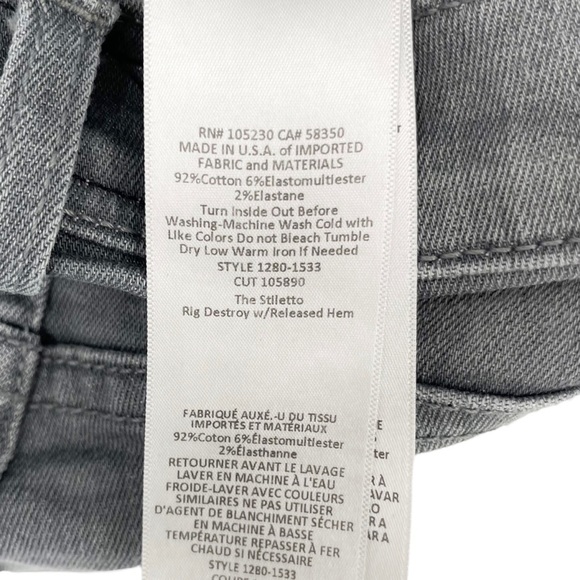 RN# 105230 CA# 58350
MADE IN U.S.A. of IMPORTED
FABRIC and MATERIALS
92%Cotton 6%Elastomultiester
2%Elastane
Turn Inside Out Before
Washing-Machine Wash Cold with
Like Colors Do not Bleach Tumble
Dry Low Warm Iron If Needed
STYLE 1280-1533
CUT 105890
The Stiletto
Rig Destroy w/Released Hem
FABRIQUÉ AUXÉ.-U DU TISSU
IMPORTÉS ET MATÉRIAUX
92%Coton 6%Élastomultiester
2%Élasthanne
RETOURNER AVANT LE LAVAGE
LAVER EN MACHINE À L'EAU
FROIDE-LAVER AVEC COULEURS
SIMILAIRES NE PAS UTILISER
D'AGENT DE BLANCHIMENT SÉCHER
EN MACHINE À BASSE
TEMPÉRATURE REPASSER À FER
CHAUD SI NÉCESSAIRE
STYLE 1280-1533